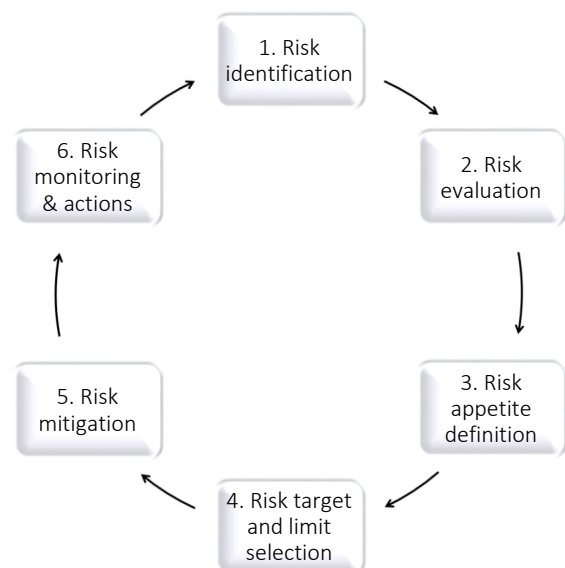 1. Risk
identification
2. Risk
evaluation
3. Risk
appetite
definition
4. Risk target
and limit
selection
5. Risk
mitigation
6. Risk
monitoring
& actions